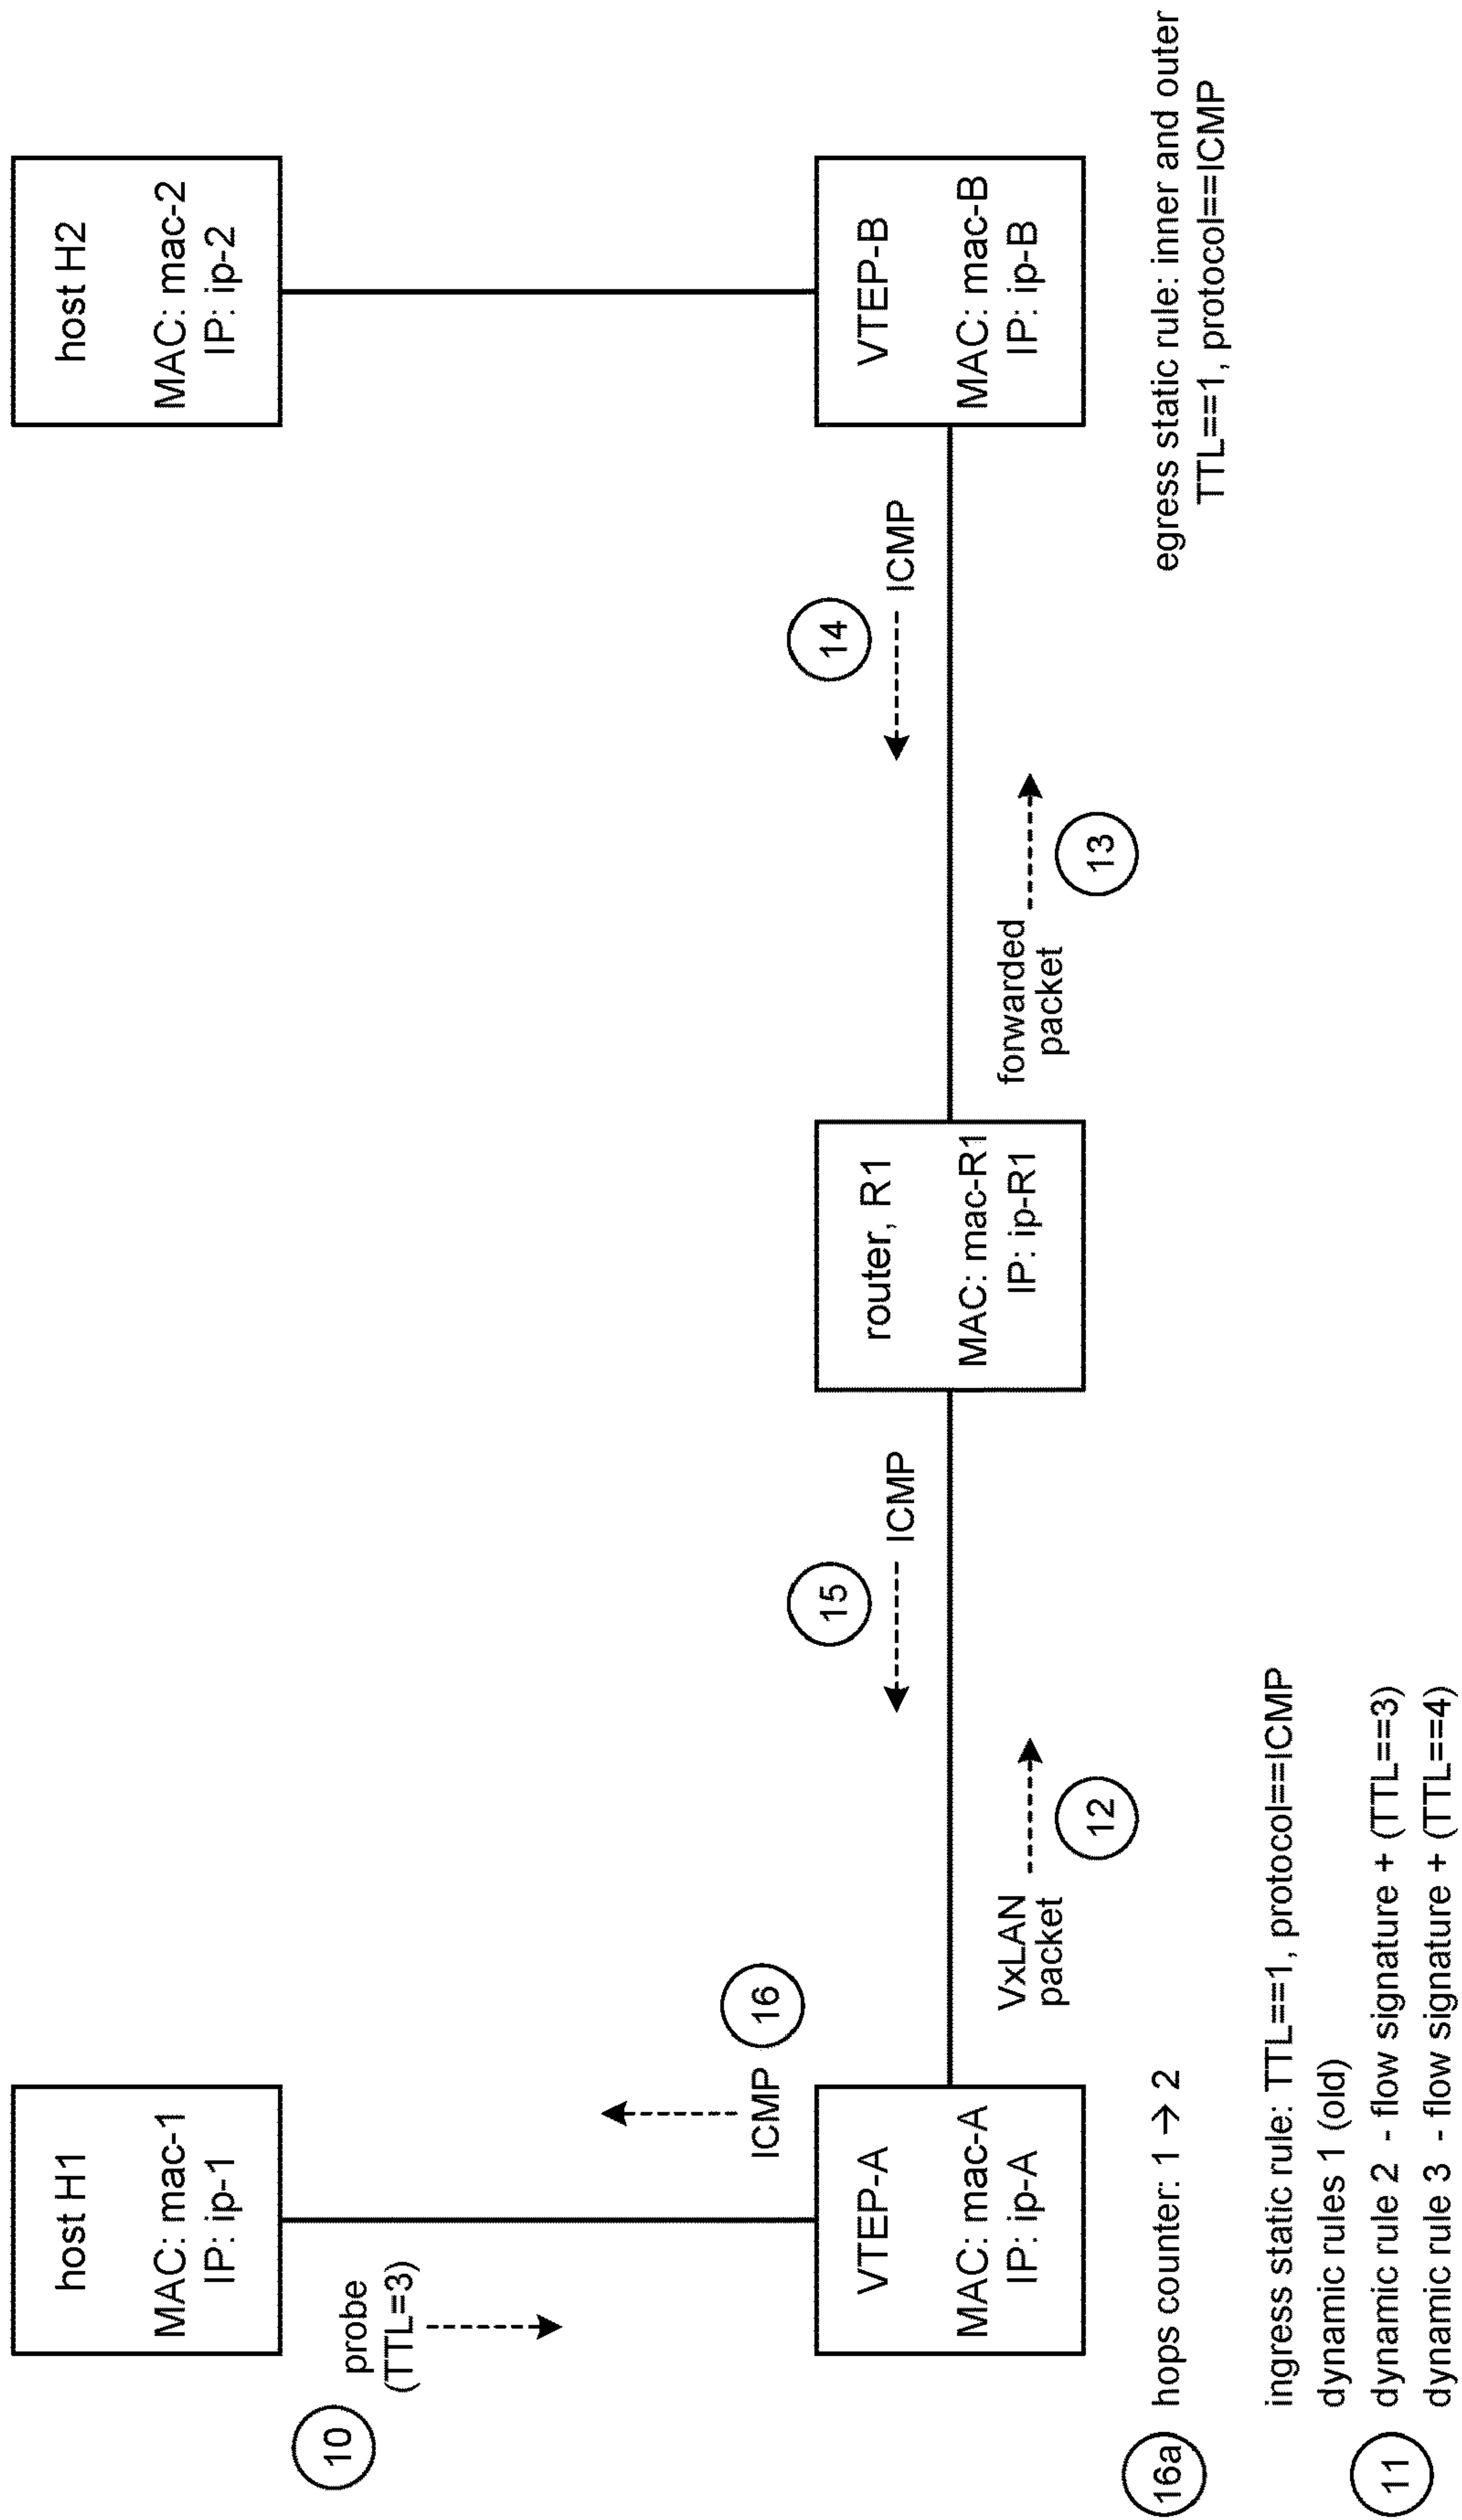 host H1
MAC: mac-1
IP: ip-1
host H2
MAC: mac-2
IP: ip-2
10
probe
(TTL=3)
ICMP
16
VTEP-A
MAC: mac-A
IP: ip-A
15
ICMP
VxLAN
packet
12
router, R1
MAC: mac-R1
IP: ip-R1
14
ICMP
forwarded
packet
13
VTEP-B
MAC: mac-B
IP: ip-B
16a
hops counter: 1 → 2
ingress static rule: TTL==1, protocol==ICMP
dynamic rules 1 (old)
11
dynamic rule 2 - flow signature + (TTL==3)
dynamic rule 3 - flow signature + (TTL==4)
egress static rule: inner and outer
TTL==1, protocol==ICMP